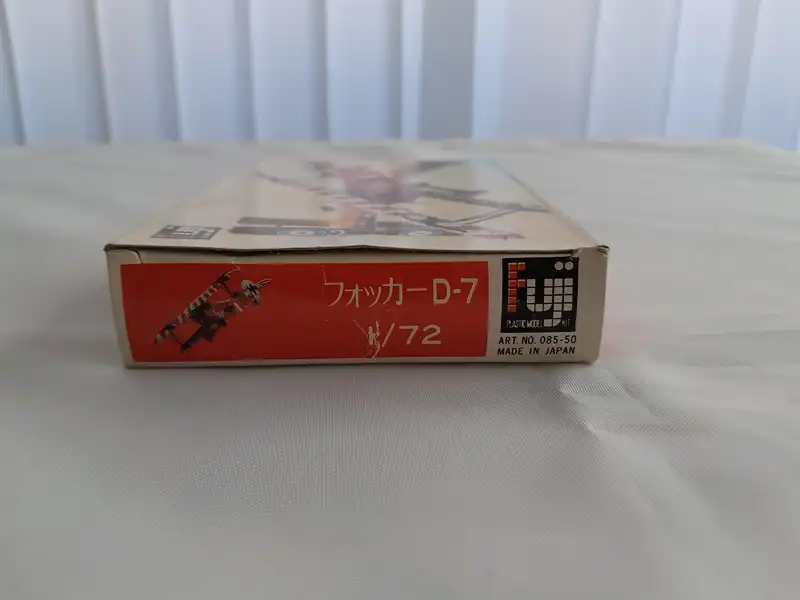 フォッカーD-7
1/72
Fuji
PLASTIC MODEL KIT
ART. NO. 085-50
MADE IN JAPAN